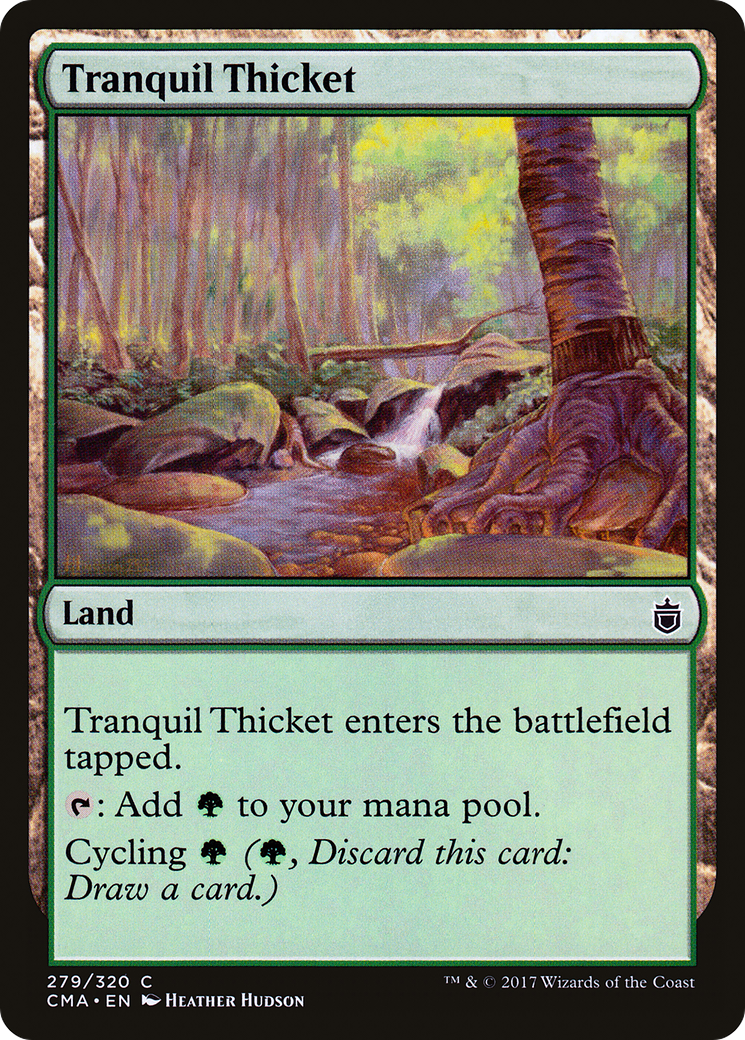 Tranquil Thicket
Land
Tranquil Thicket enters the battlefield
tapped.
: Add to your mana pool.
Cycling (, Discard this card:
Draw a card.)
279/320 C
CMA • EN Heather Hudson
™ & © 2017 Wizards of the Coast